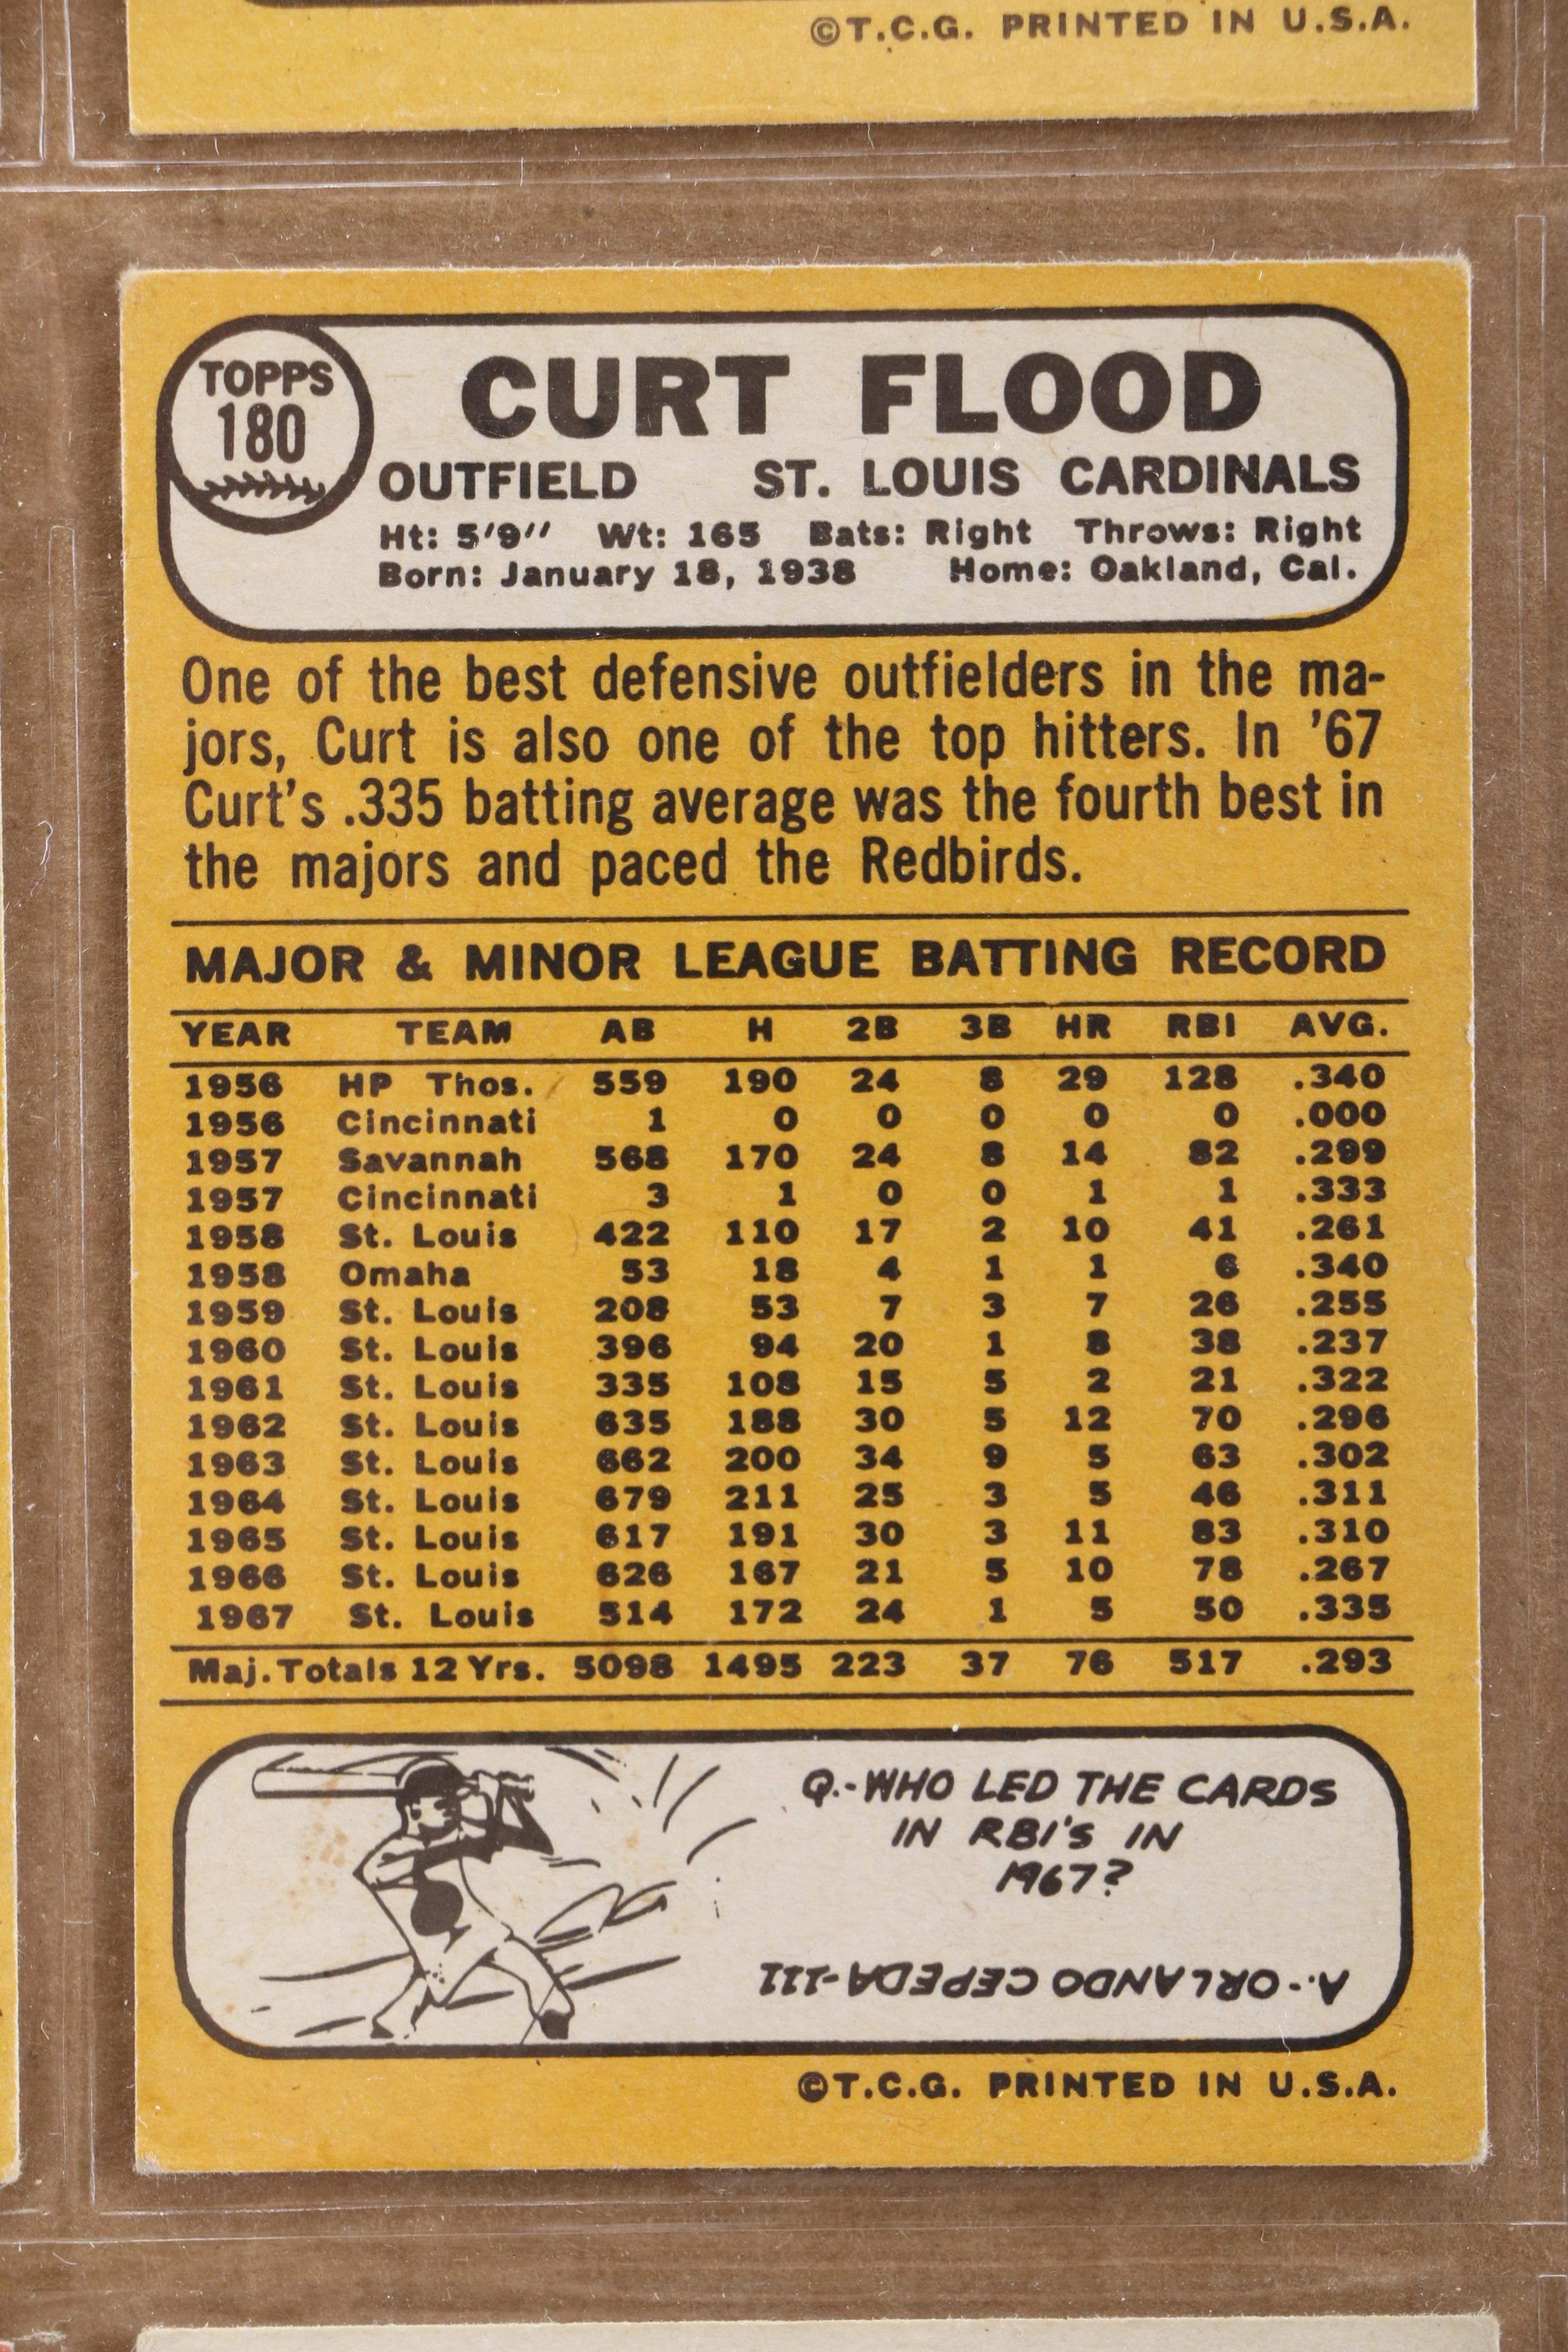 ©T.C.G. PRINTED IN U.S.A.
TOPPS
180
CURT FLOOD
OUTFIELD ST. LOUIS CARDINALS
Ht: 5'9" Wt: 165 Bats: Right Throws: Right
Born: January 18, 1938 Home: Oakland, Cal.
One of the best defensive outfielders in the ma-
jors, Curt is also one of the top hitters. In '67
Curt's .335 batting average was the fourth best in
the majors and paced the Redbirds.
MAJOR & MINOR LEAGUE BATTING RECORD
YEAR TEAM AB H 2B 3B HR RBI AVG.
1956 HP Thos. 559 190 24 8 29 128 .340
1956 Cincinnati 1 0 0 0 0 0 .000
1957 Savannah 568 170 24 8 14 82 .299
1957 Cincinnati 3 1 0 0 1 1 .333
1958 St. Louis 422 110 17 2 10 41 .261
1958 Omaha 53 18 4 1 1 6 .340
1959 St. Louis 208 53 7 3 7 26 .255
1960 St. Louis 396 94 20 1 8 38 .237
1961 St. Louis 335 108 15 5 2 21 .322
1962 St. Louis 635 188 30 5 12 70 .296
1963 St. Louis 662 200 34 9 5 63 .302
1964 St. Louis 679 211 25 3 5 46 .311
1965 St. Louis 617 191 30 3 11 83 .310
1966 St. Louis 626 167 21 5 10 78 .267
1967 St. Louis 514 172 24 1 5 50 .335
Maj. Totals 12 Yrs. 5098 1495 223 37 76 517 .293
Q.-WHO LED THE CARDS
IN RBI'S IN
1967?
A.-ORLANDO CEPEDA-111
©T.C.G. PRINTED IN U.S.A.